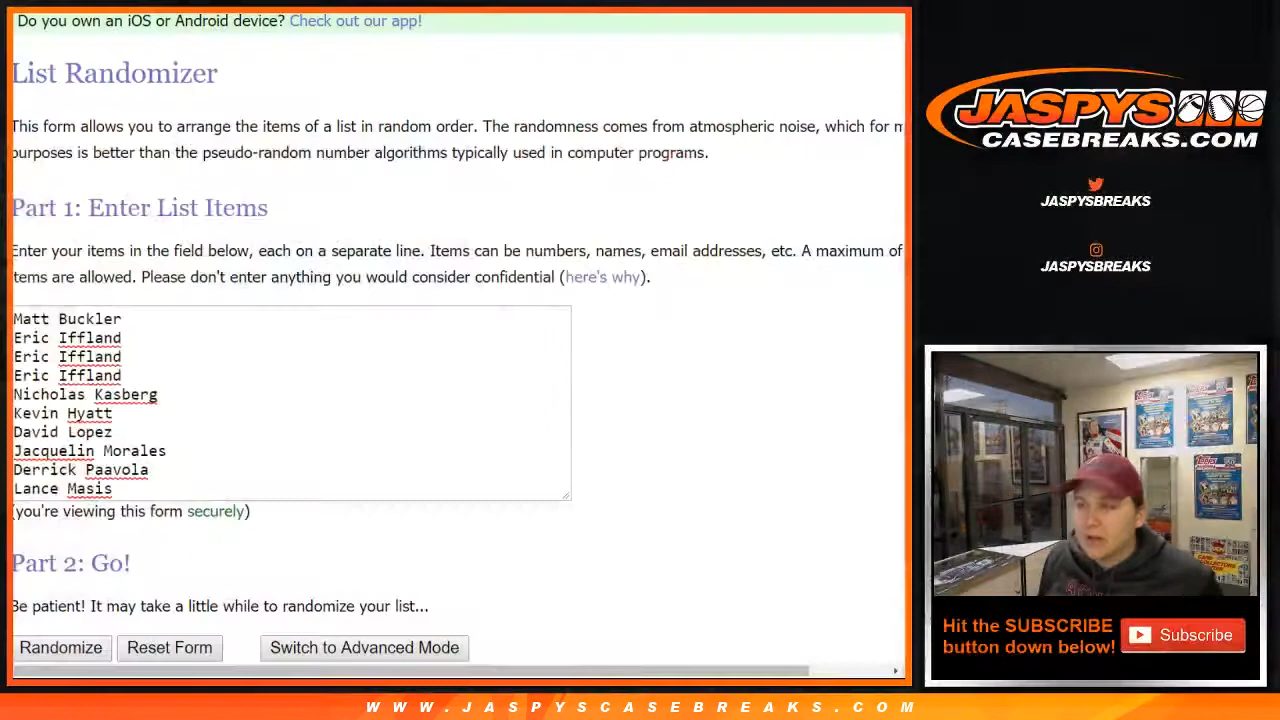 Do you own an iOS or Android device? Check out our app!
List Randomizer
This form allows you to arrange the items of a list in random order. The randomness comes from atmospheric noise, which for m
purposes is better than the pseudo-random number algorithms typically used in computer programs.
Part 1: Enter List Items
Enter your items in the field below, each on a separate line. Items can be numbers, names, email addresses, etc. A maximum of
tems are allowed. Please don't enter anything you would consider confidential (here's why).
Matt Buckler
Eric Iffland
Eric Iffland
Eric Iffland
Nicholas Kasberg
Kevin Hyatt
David Lopez
Jacquelin Morales
Derrick Paavola
Lance Masis
(you're viewing this form securely)
Part 2: Go!
Be patient! It may take a little while to randomize your list...
Randomize Reset Form Switch to Advanced Mode
JASPYS
CASEBREAKS.COM
JASPYSBREAKS
JASPYSBREAKS
Hit the SUBSCRIBE
button down below!
Subscribe
WWW.JASPYSCASEBREAKS.COM